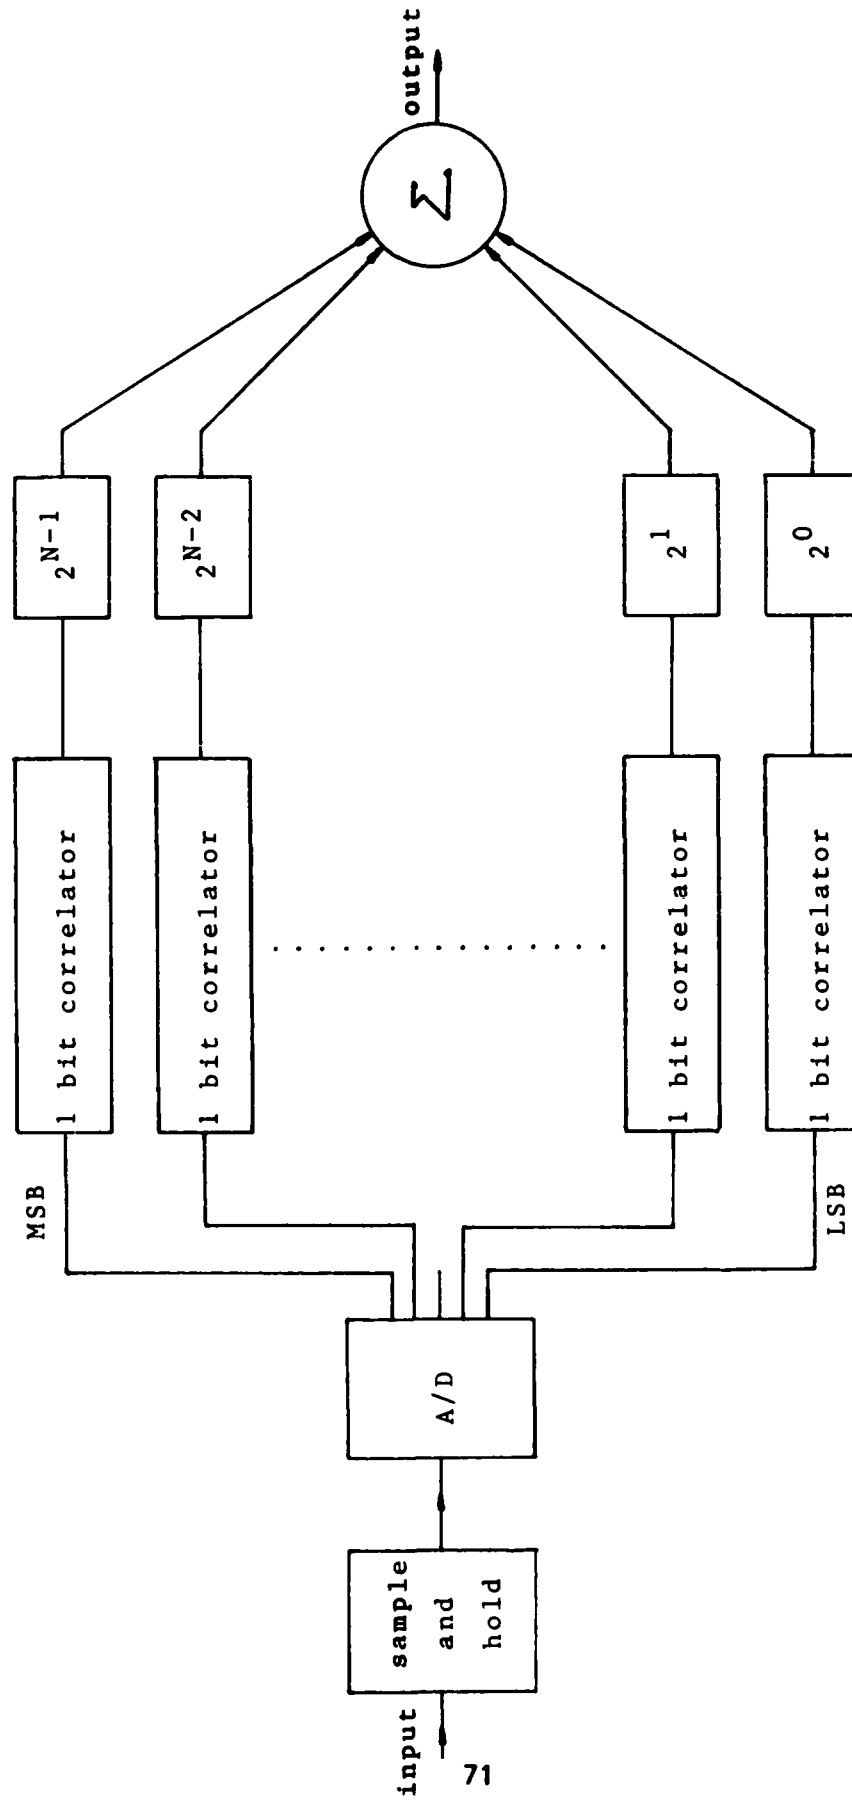 input
sample
and
hold
A/D
MSB
LSB
1 bit correlator
1 bit correlator
1 bit correlator
1 bit correlator
2^N-1
2^N-2
2^1
2^0
Σ
output
71